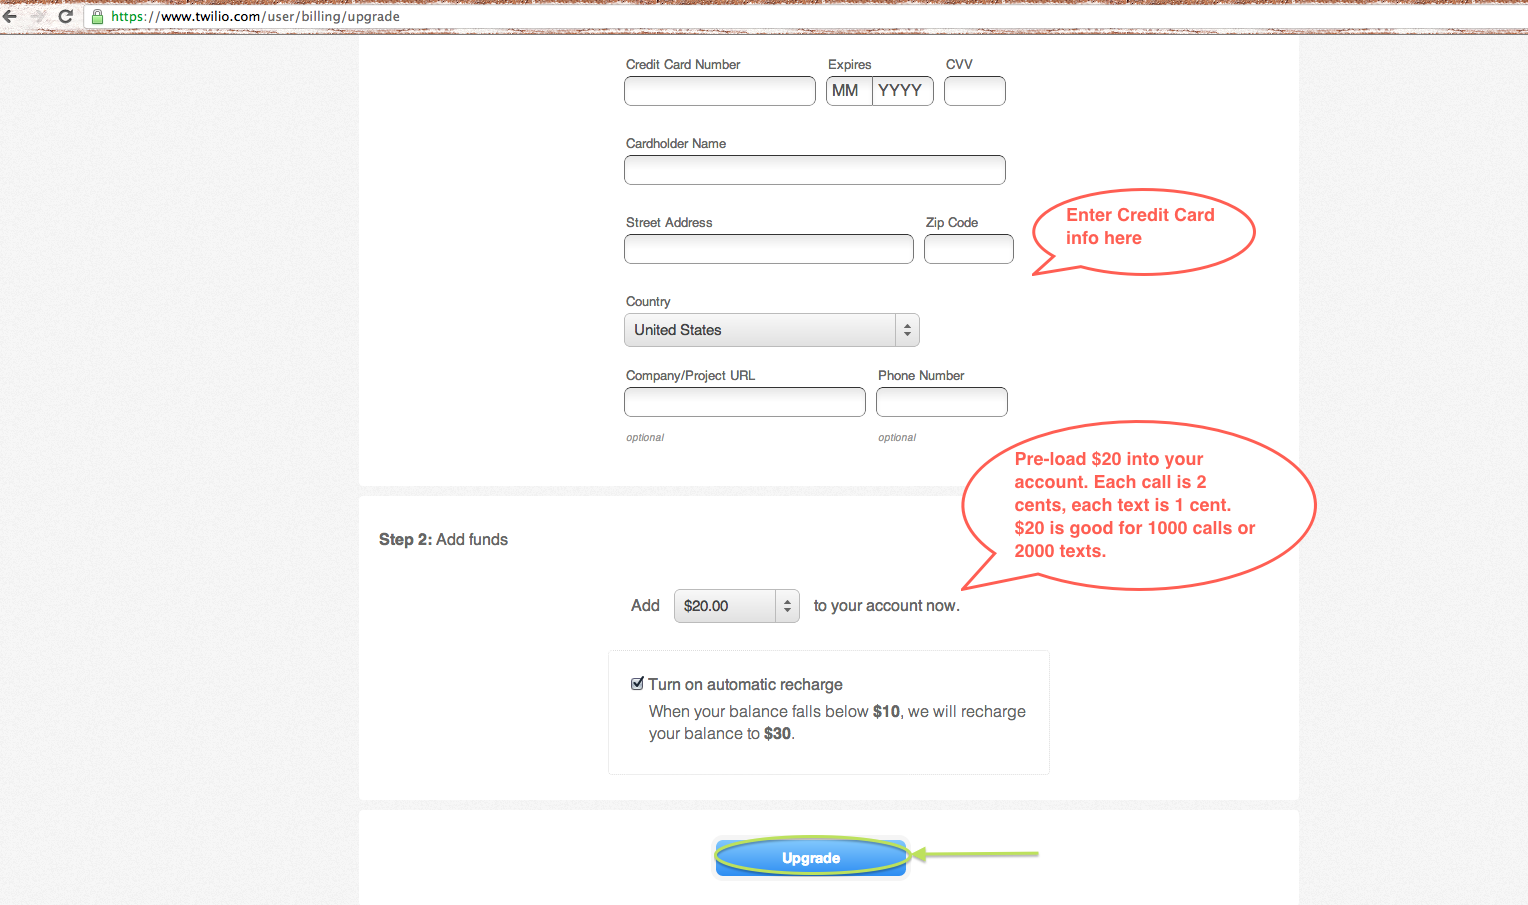 https://www.twilio.com/user/billing/upgrade
Credit Card Number Expires CVV
MM YYYY
Cardholder Name
Street Address Zip Code
Enter Credit Card
info here
Country
United States
Company/Project URL Phone Number
optional optional
Pre-load $20 into your
account. Each call is 2
cents, each text is 1 cent.
$20 is good for 1000 calls or
2000 texts.
Step 2: Add funds
Add $20.00 to your account now.
Turn on automatic recharge
When your balance falls below $10, we will recharge
your balance to $30.
Upgrade